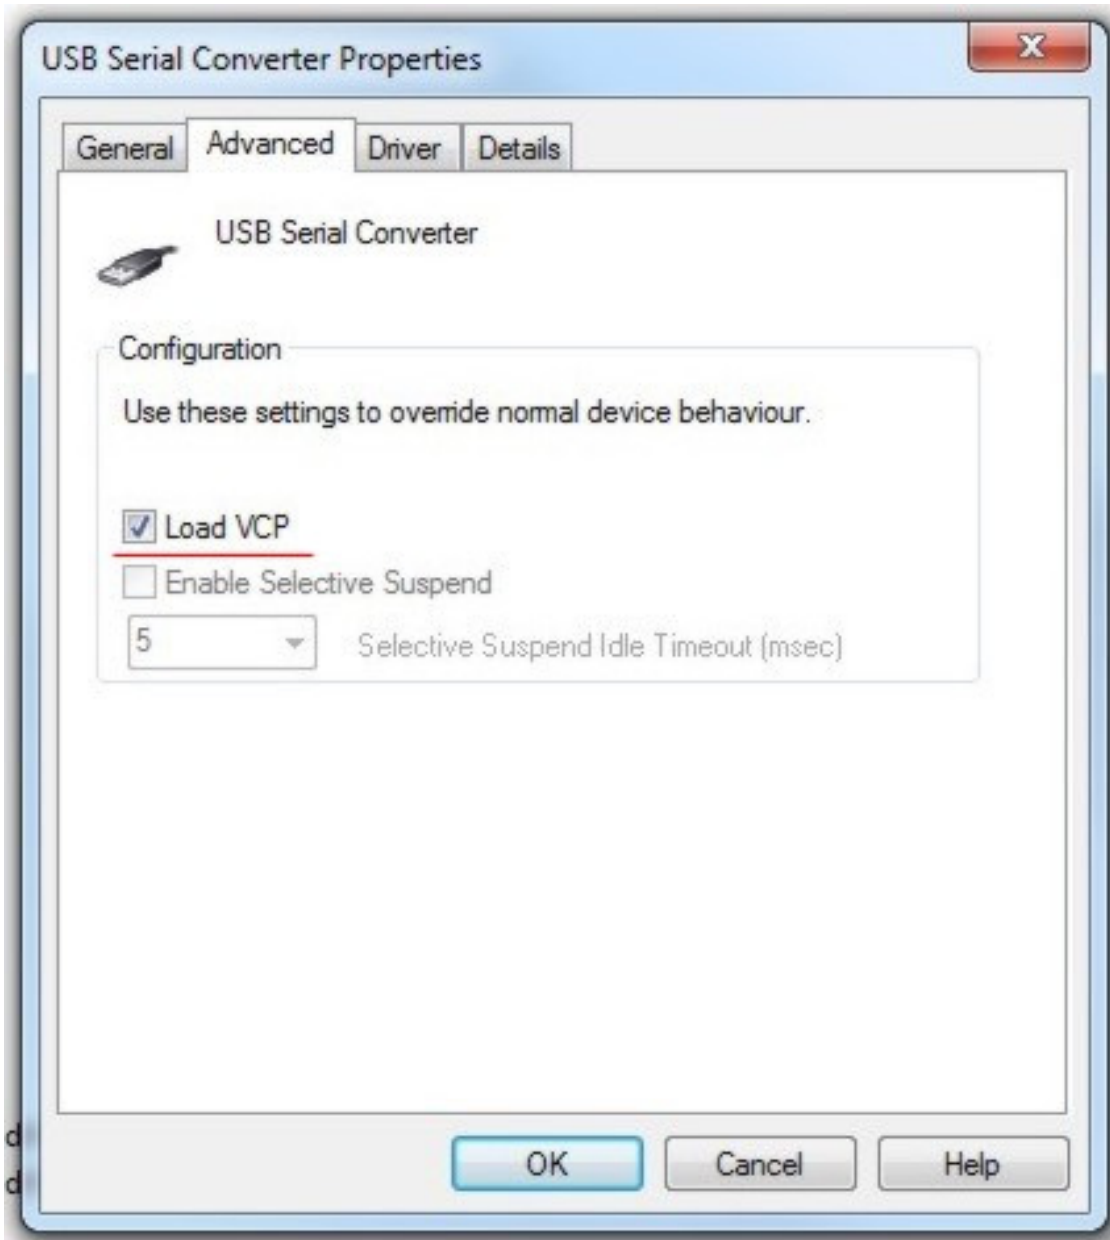 USB Serial Converter Properties
General Advanced Driver Details
USB Serial Converter
Configuration
Use these settings to override normal device behaviour.
Load VCP
Enable Selective Suspend
5 Selective Suspend Idle Timeout (msec)
d
d
OK Cancel Help